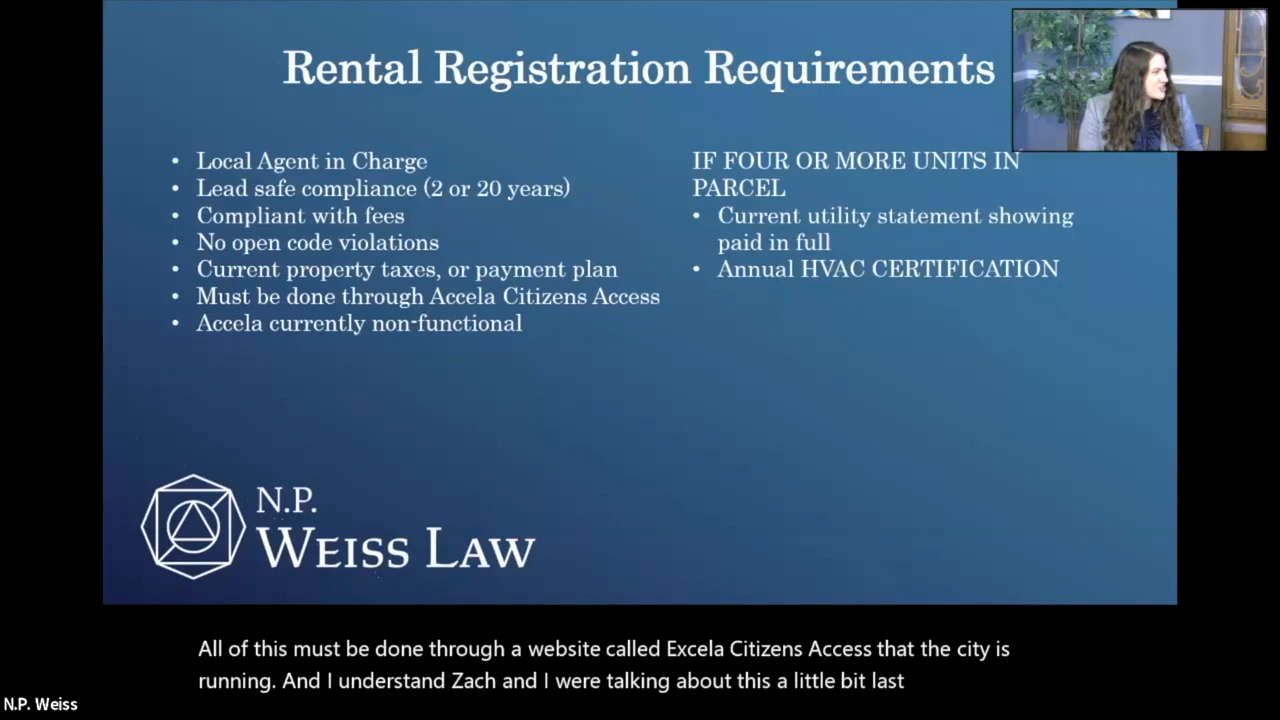 Rental Registration Requirements
• Local Agent in Charge
• Lead safe compliance (2 or 20 years)
• Compliant with fees
• No open code violations
• Current property taxes, or payment plan
• Must be done through Accela Citizens Access
• Accela currently non-functional
IF FOUR OR MORE UNITS IN
PARCEL
• Current utility statement showing
paid in full
• Annual HVAC CERTIFICATION
N.P.
WEISS LAW
All of this must be done through a website called Excela Citizens Access that the city is
running. And I understand Zach and I were talking about this a little bit last
N.P. Weiss